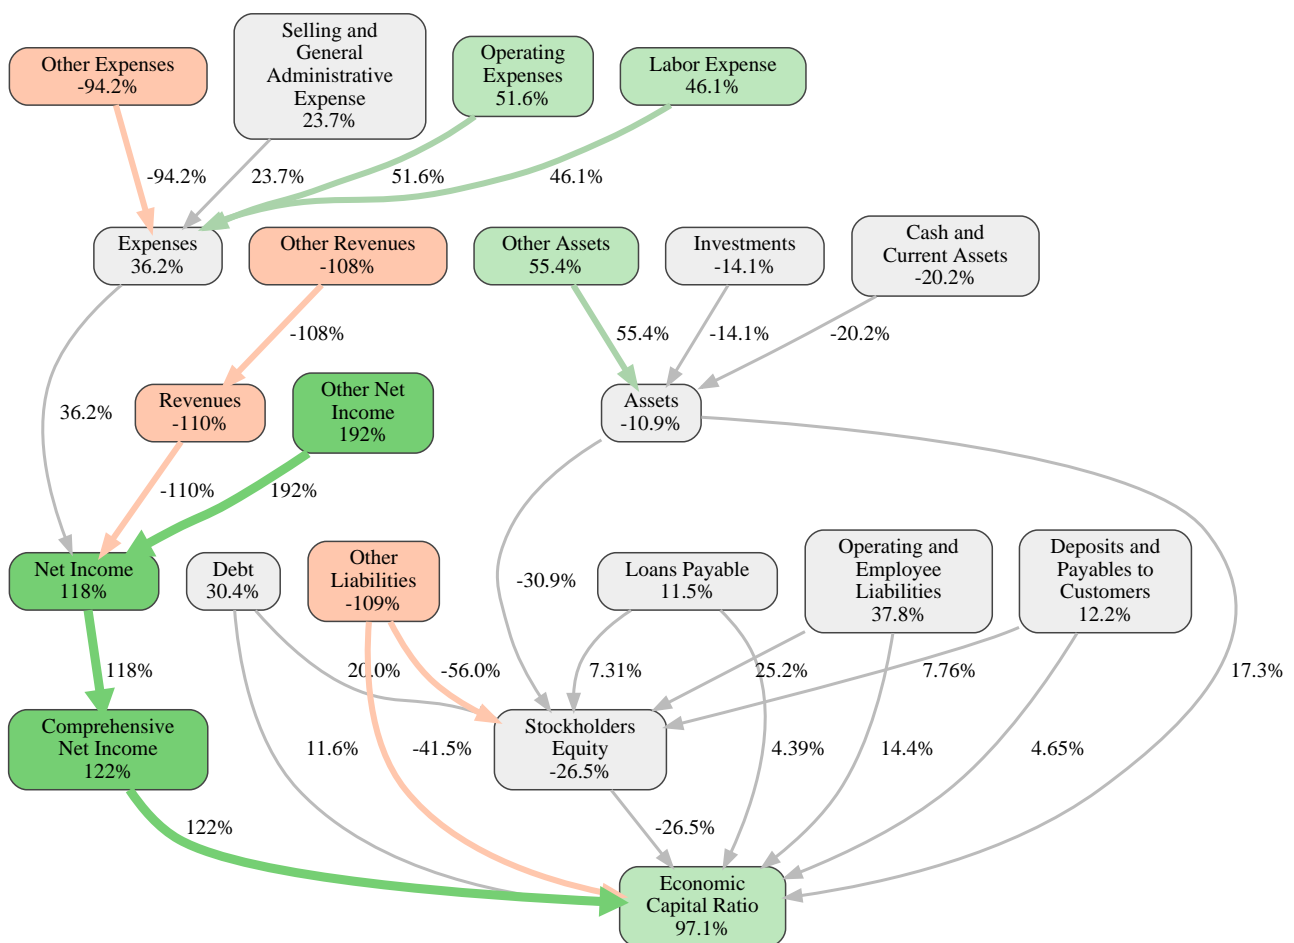 Other Expenses
-94.2%
Selling and
General
Administrative
Expense
23.7%
Operating
Expenses
51.6%
Labor Expense
46.1%
-94.2%
23.7%
51.6%
46.1%
Expenses
36.2%
Other Revenues
-108%
Other Assets
55.4%
Investments
-14.1%
Cash and
Current Assets
-20.2%
-108%
55.4%
-14.1%
-20.2%
Revenues
-110%
Other Net
Income
192%
Assets
-10.9%
36.2%
-110%
192%
Net Income
118%
Debt
30.4%
Other
Liabilities
-109%
-30.9%
Loans Payable
11.5%
Operating and
Employee
Liabilities
37.8%
Deposits and
Payables to
Customers
12.2%
118%
20.0%
-56.0%
7.31%
25.2%
7.76%
17.3%
Comprehensive
Net Income
122%
11.6%
-41.5%
Stockholders
Equity
-26.5%
4.39%
14.4%
4.65%
122%
-26.5%
Economic
Capital Ratio
97.1%